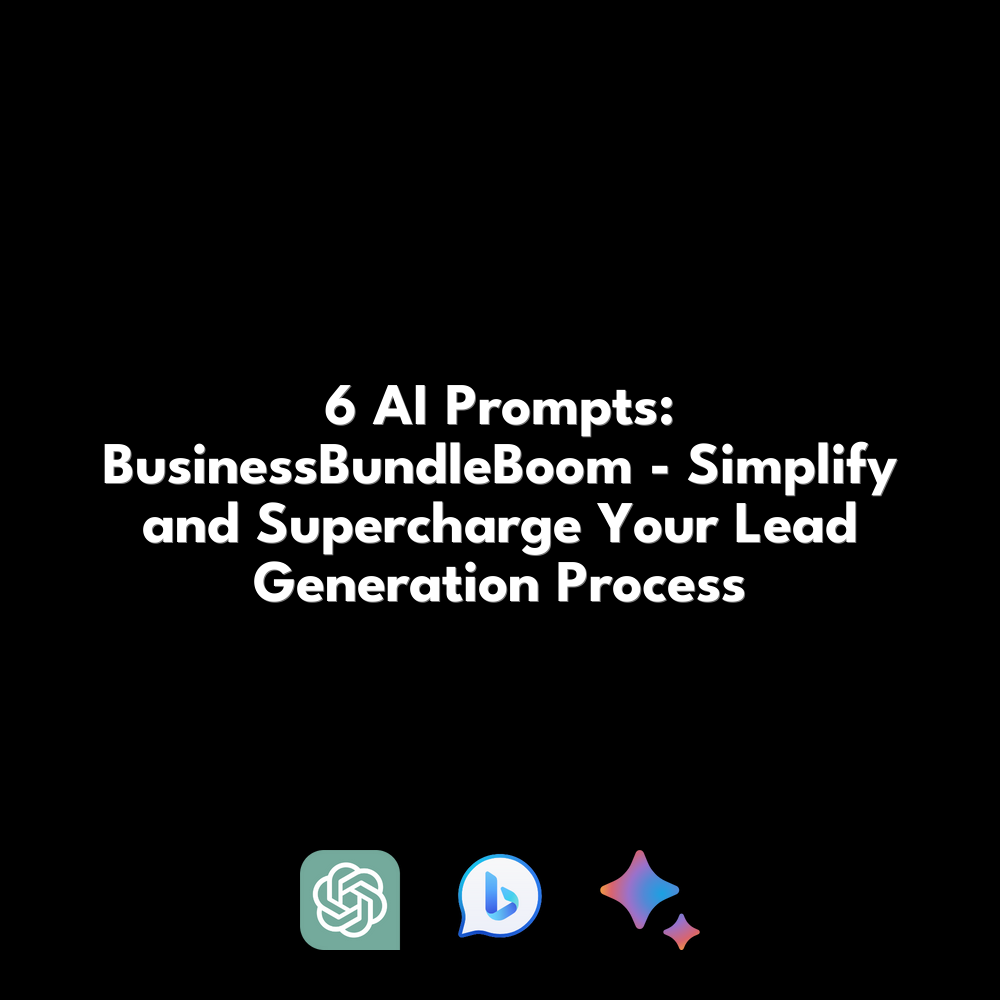 6 AI Prompts:
BusinessBundleBoom - Simplify
and Supercharge Your Lead
Generation Process